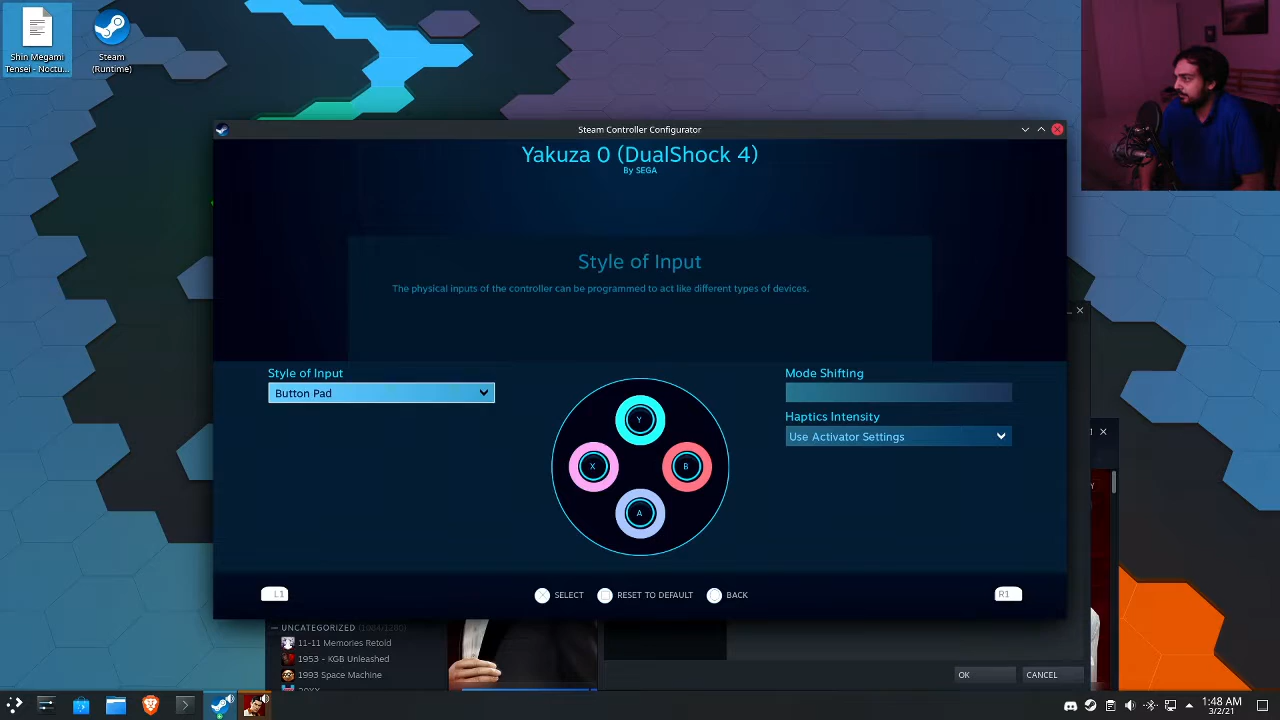 Shin Megami
Tensei - Noctu...
Steam
(Runtime)
Steam Controller Configurator
Yakuza 0 (DualShock 4)
By SEGA
Style of Input
The physical inputs of the controller can be programmed to act like different types of devices.
Style of Input
Button Pad
Y
X
B
A
Mode Shifting
Haptics Intensity
Use Activator Settings
L1
SELECT
RESET TO DEFAULT
BACK
R1
— UNCATEGORIZED
11-11 Memories Retold
1953 - KGB Unleashed
1993 Space Machine
OK
CANCEL
1:48 AM
3/2/21